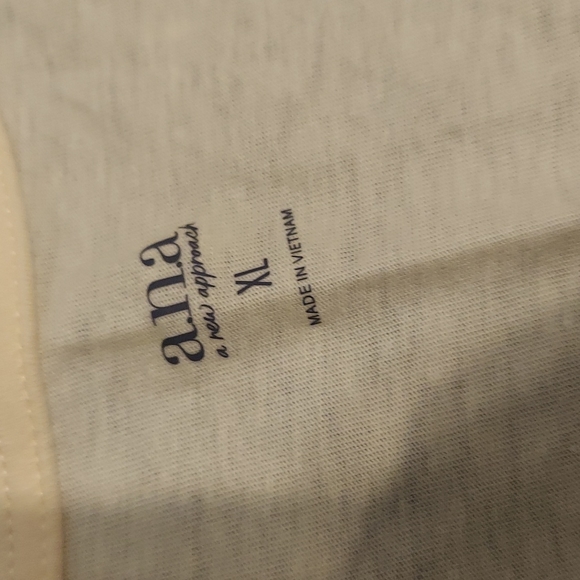 a.n.a
a new approach
XL
MADE IN VIETNAM